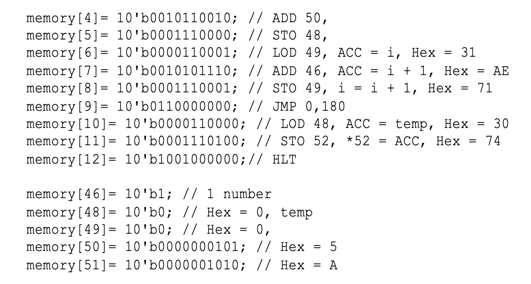 memory[4]= 10'b0010110010; // ADD 50,
memory[5]= 10'b0001110000; // STO 48,
memory[6]= 10'b0000110001; // LOD 49, ACC = i, Hex = 31
memory[7]= 10'b0010101110; // ADD 46, ACC = i + 1, Hex = AE
memory[8]= 10'b0001110001; // STO 49, i = i + 1, Hex = 71
memory[9]= 10'b0110000000; // JMP 0,180
memory[10]= 10'b0000110000; // LOD 48, ACC = temp, Hex = 30
memory[11]= 10'b0001110100; // STO 52, *52 = ACC, Hex = 74
memory[12]= 10'b1001000000;// HLT
memory[46]= 10'b1; // 1 number
memory[48]= 10'b0; // Hex = 0, temp
memory[49]= 10'b0; // Hex = 0,
memory[50]= 10'b0000000101; // Hex = 5
memory[51]= 10'b0000001010; // Hex = A